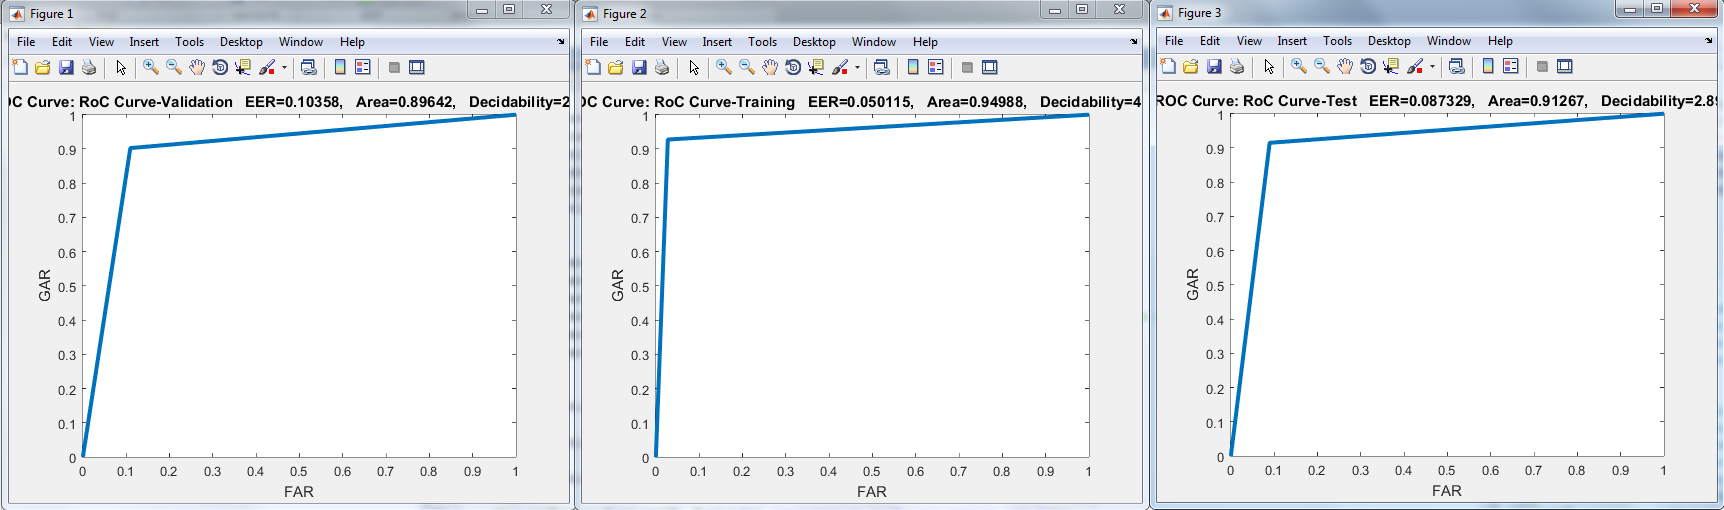 Figure 1
File Edit View Insert Tools Desktop Window Help
OC Curve: RoC Curve-Validation EER=0.10358, Area=0.89642, Decidability=2
1
0.9
0.8
0.7
0.6
0.5
0.4
0.3
0.2
0.1
0
GAR
0 0.1 0.2 0.3 0.4 0.5 0.6 0.7 0.8 0.9 1
FAR
Figure 2
File Edit View Insert Tools Desktop Window Help
OC Curve: RoC Curve-Training EER=0.050115, Area=0.94988, Decidability=4
1
0.9
0.8
0.7
0.6
0.5
0.4
0.3
0.2
0.1
0
GAR
0 0.1 0.2 0.3 0.4 0.5 0.6 0.7 0.8 0.9 1
FAR
Figure 3
File Edit View Insert Tools Desktop Window Help
ROC Curve: RoC Curve-Test EER=0.087329, Area=0.91267, Decidability=2.89
1
0.9
0.8
0.7
0.6
0.5
0.4
0.3
0.2
0.1
0
GAR
0 0.1 0.2 0.3 0.4 0.5 0.6 0.7 0.8 0.9 1
FAR